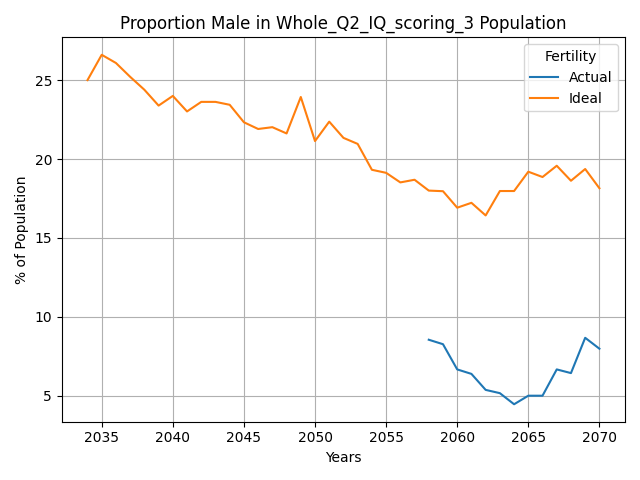 Proportion Male in Whole_Q2_IQ_scoring_3 Population
Fertility
Actual
Ideal
% of Population
25
20
15
10
5
2035 2040 2045 2050 2055 2060 2065 2070
Years